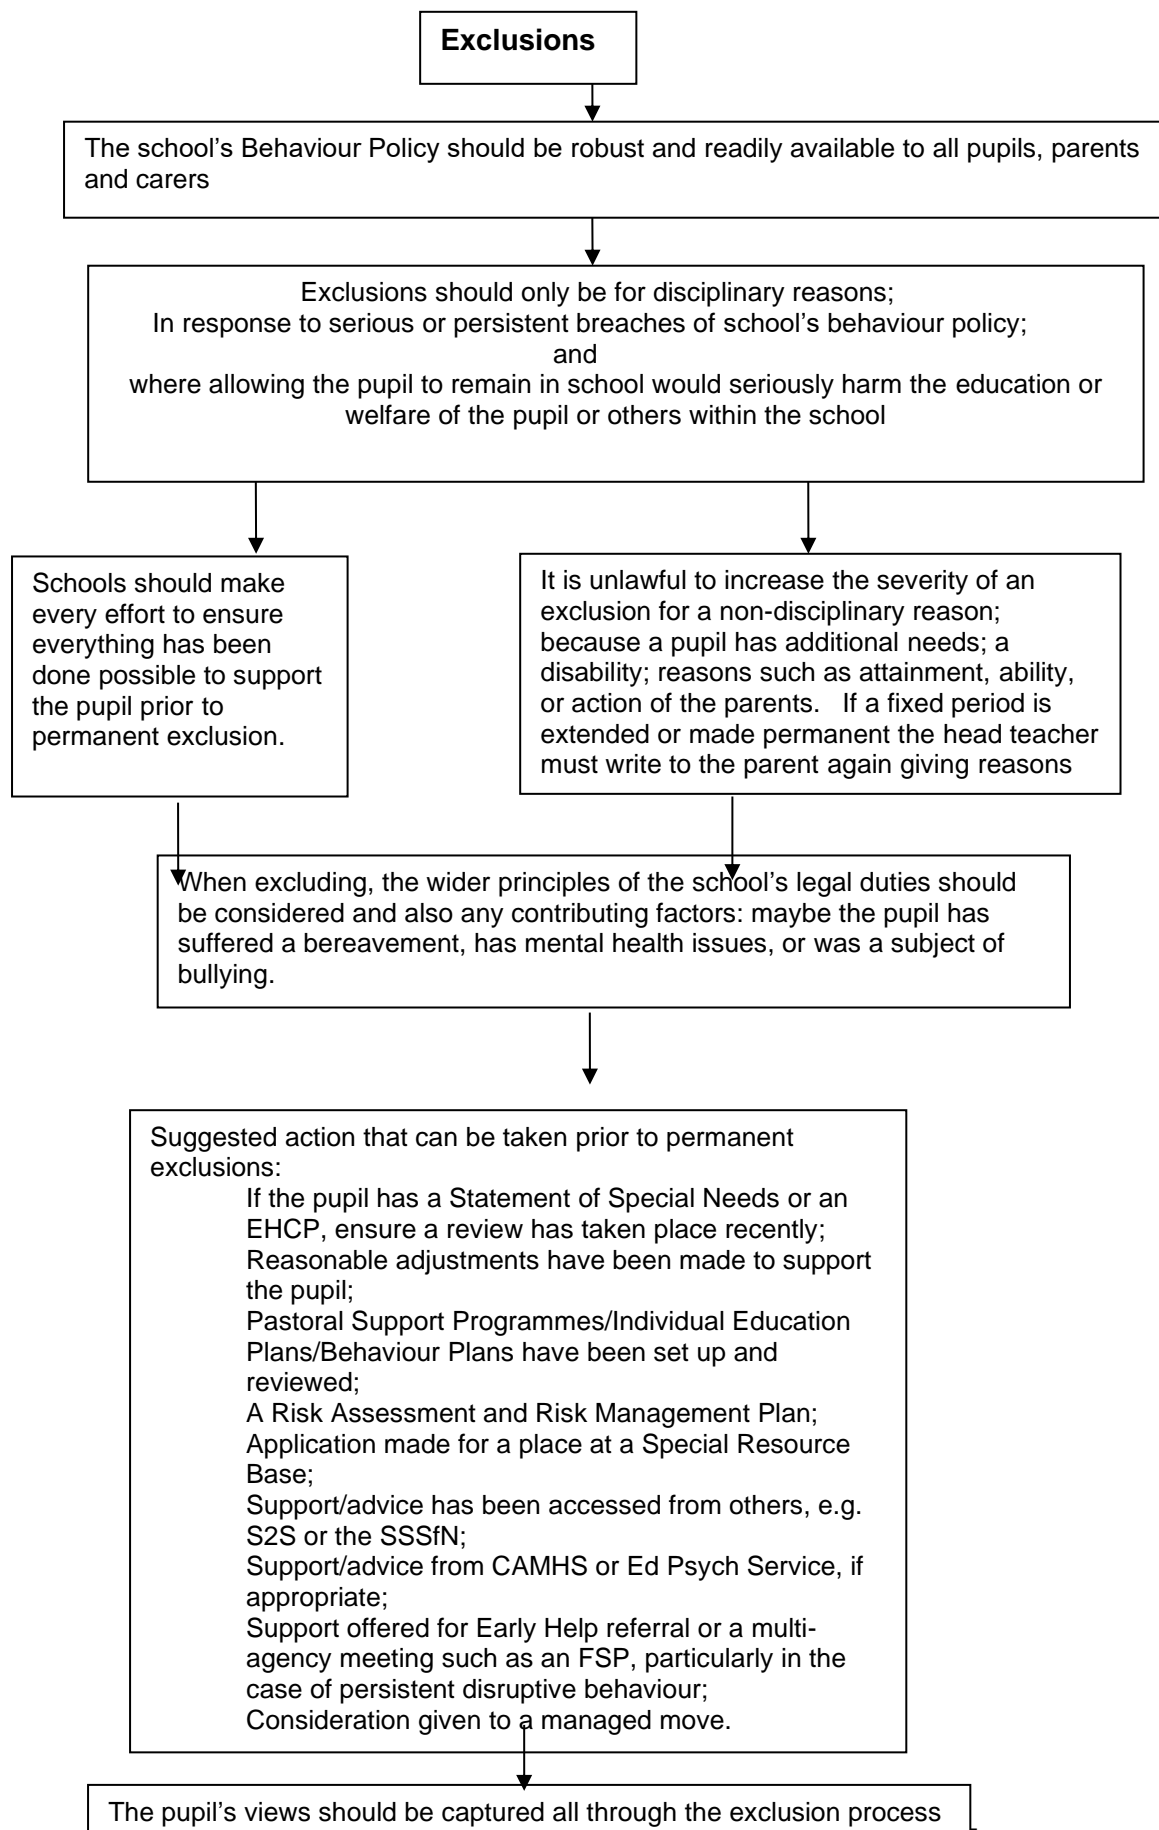 Exclusions
The school's Behaviour Policy should be robust and readily available to all pupils, parents
and carers
Exclusions should only be for disciplinary reasons;
In response to serious or persistent breaches of school's behaviour policy;
and
where allowing the pupil to remain in school would seriously harm the education or
welfare of the pupil or others within the school
Schools should make
every effort to ensure
everything has been
done possible to support
the pupil prior to
permanent exclusion.
It is unlawful to increase the severity of an
exclusion for a non-disciplinary reason;
because a pupil has additional needs; a
disability; reasons such as attainment, ability,
or action of the parents.   If a fixed period is
extended or made permanent the head teacher
must write to the parent again giving reasons
When excluding, the wider principles of the school's legal duties should
be considered and also any contributing factors: maybe the pupil has
suffered a bereavement, has mental health issues, or was a subject of
bullying.
Suggested action that can be taken prior to permanent
exclusions:
If the pupil has a Statement of Special Needs or an
EHCP, ensure a review has taken place recently;
Reasonable adjustments have been made to support
the pupil;
Pastoral Support Programmes/Individual Education
Plans/Behaviour Plans have been set up and
reviewed;
A Risk Assessment and Risk Management Plan;
Application made for a place at a Special Resource
Base;
Support/advice has been accessed from others, e.g.
S2S or the SSSfN;
Support/advice from CAMHS or Ed Psych Service, if
appropriate;
Support offered for Early Help referral or a multi-
agency meeting such as an FSP, particularly in the
case of persistent disruptive behaviour;
Consideration given to a managed move.
The pupil's views should be captured all through the exclusion process